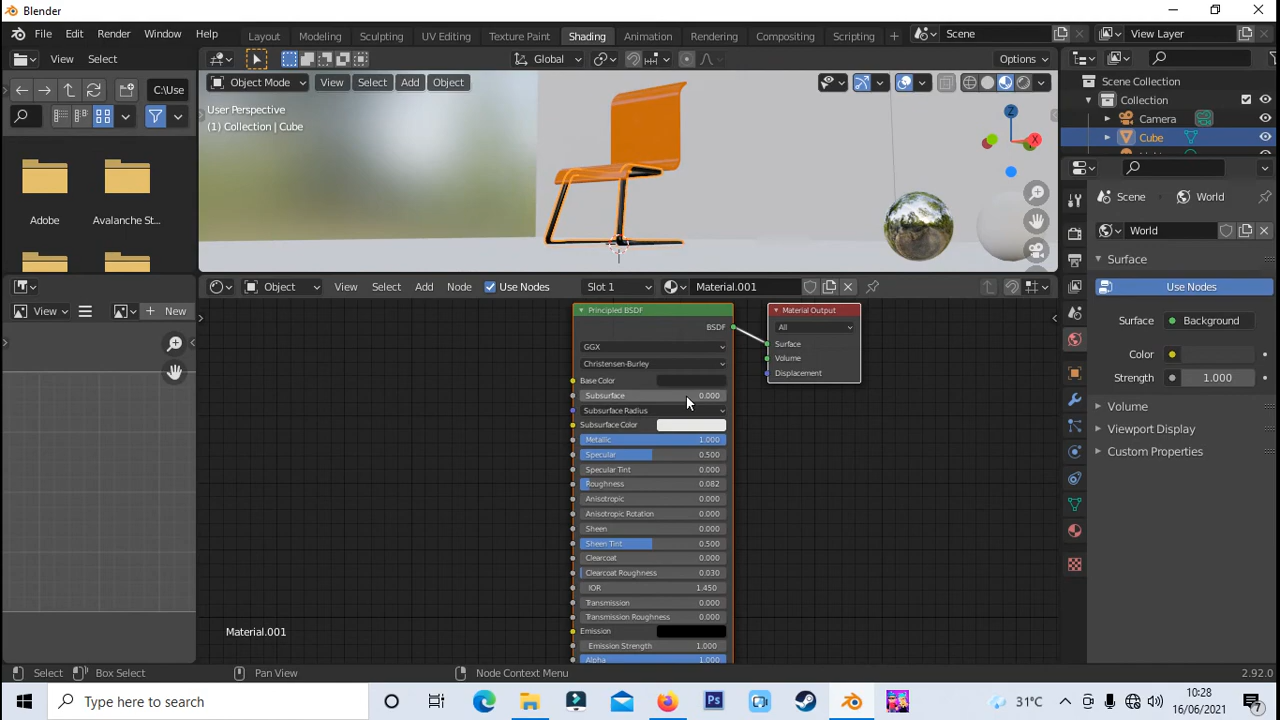 Blender
File Edit Render Window Help Layout Modeling Sculpting UV Editing Texture Paint Shading Animation Rendering Compositing Scripting + Scene View Layer
View Select Global Options
Object Mode View Select Add Object
C:\Use
User Perspective
(1) Collection | Cube
Z
X
Adobe
Avalanche St...
Scene Collection
Collection
Camera
Cube
Scene World
World
Surface
Use Nodes
Surface Background
Color
Strength 1.000
Volume
Viewport Display
Custom Properties
Object View Select Add Node Use Nodes Slot 1 Material.001
View + New
Principled BSDF
BSDF
GGX
Christensen-Burley
Base Color
Subsurface 0.000
Subsurface Radius
Subsurface Color
Metallic 1.000
Specular 0.500
Specular Tint 0.000
Roughness 0.082
Anisotropic 0.000
Anisotropic Rotation 0.000
Sheen 0.000
Sheen Tint 0.500
Clearcoat 0.000
Clearcoat Roughness 0.030
IOR 1.450
Transmission 0.000
Transmission Roughness 0.000
Emission
Emission Strength 1.000
Alpha 1.000
Material Output
All
Surface
Volume
Displacement
Material.001
Select Box Select Pan View Node Context Menu 2.92.0
Type here to search
Ps
31°C
10:28
16/06/2021
7